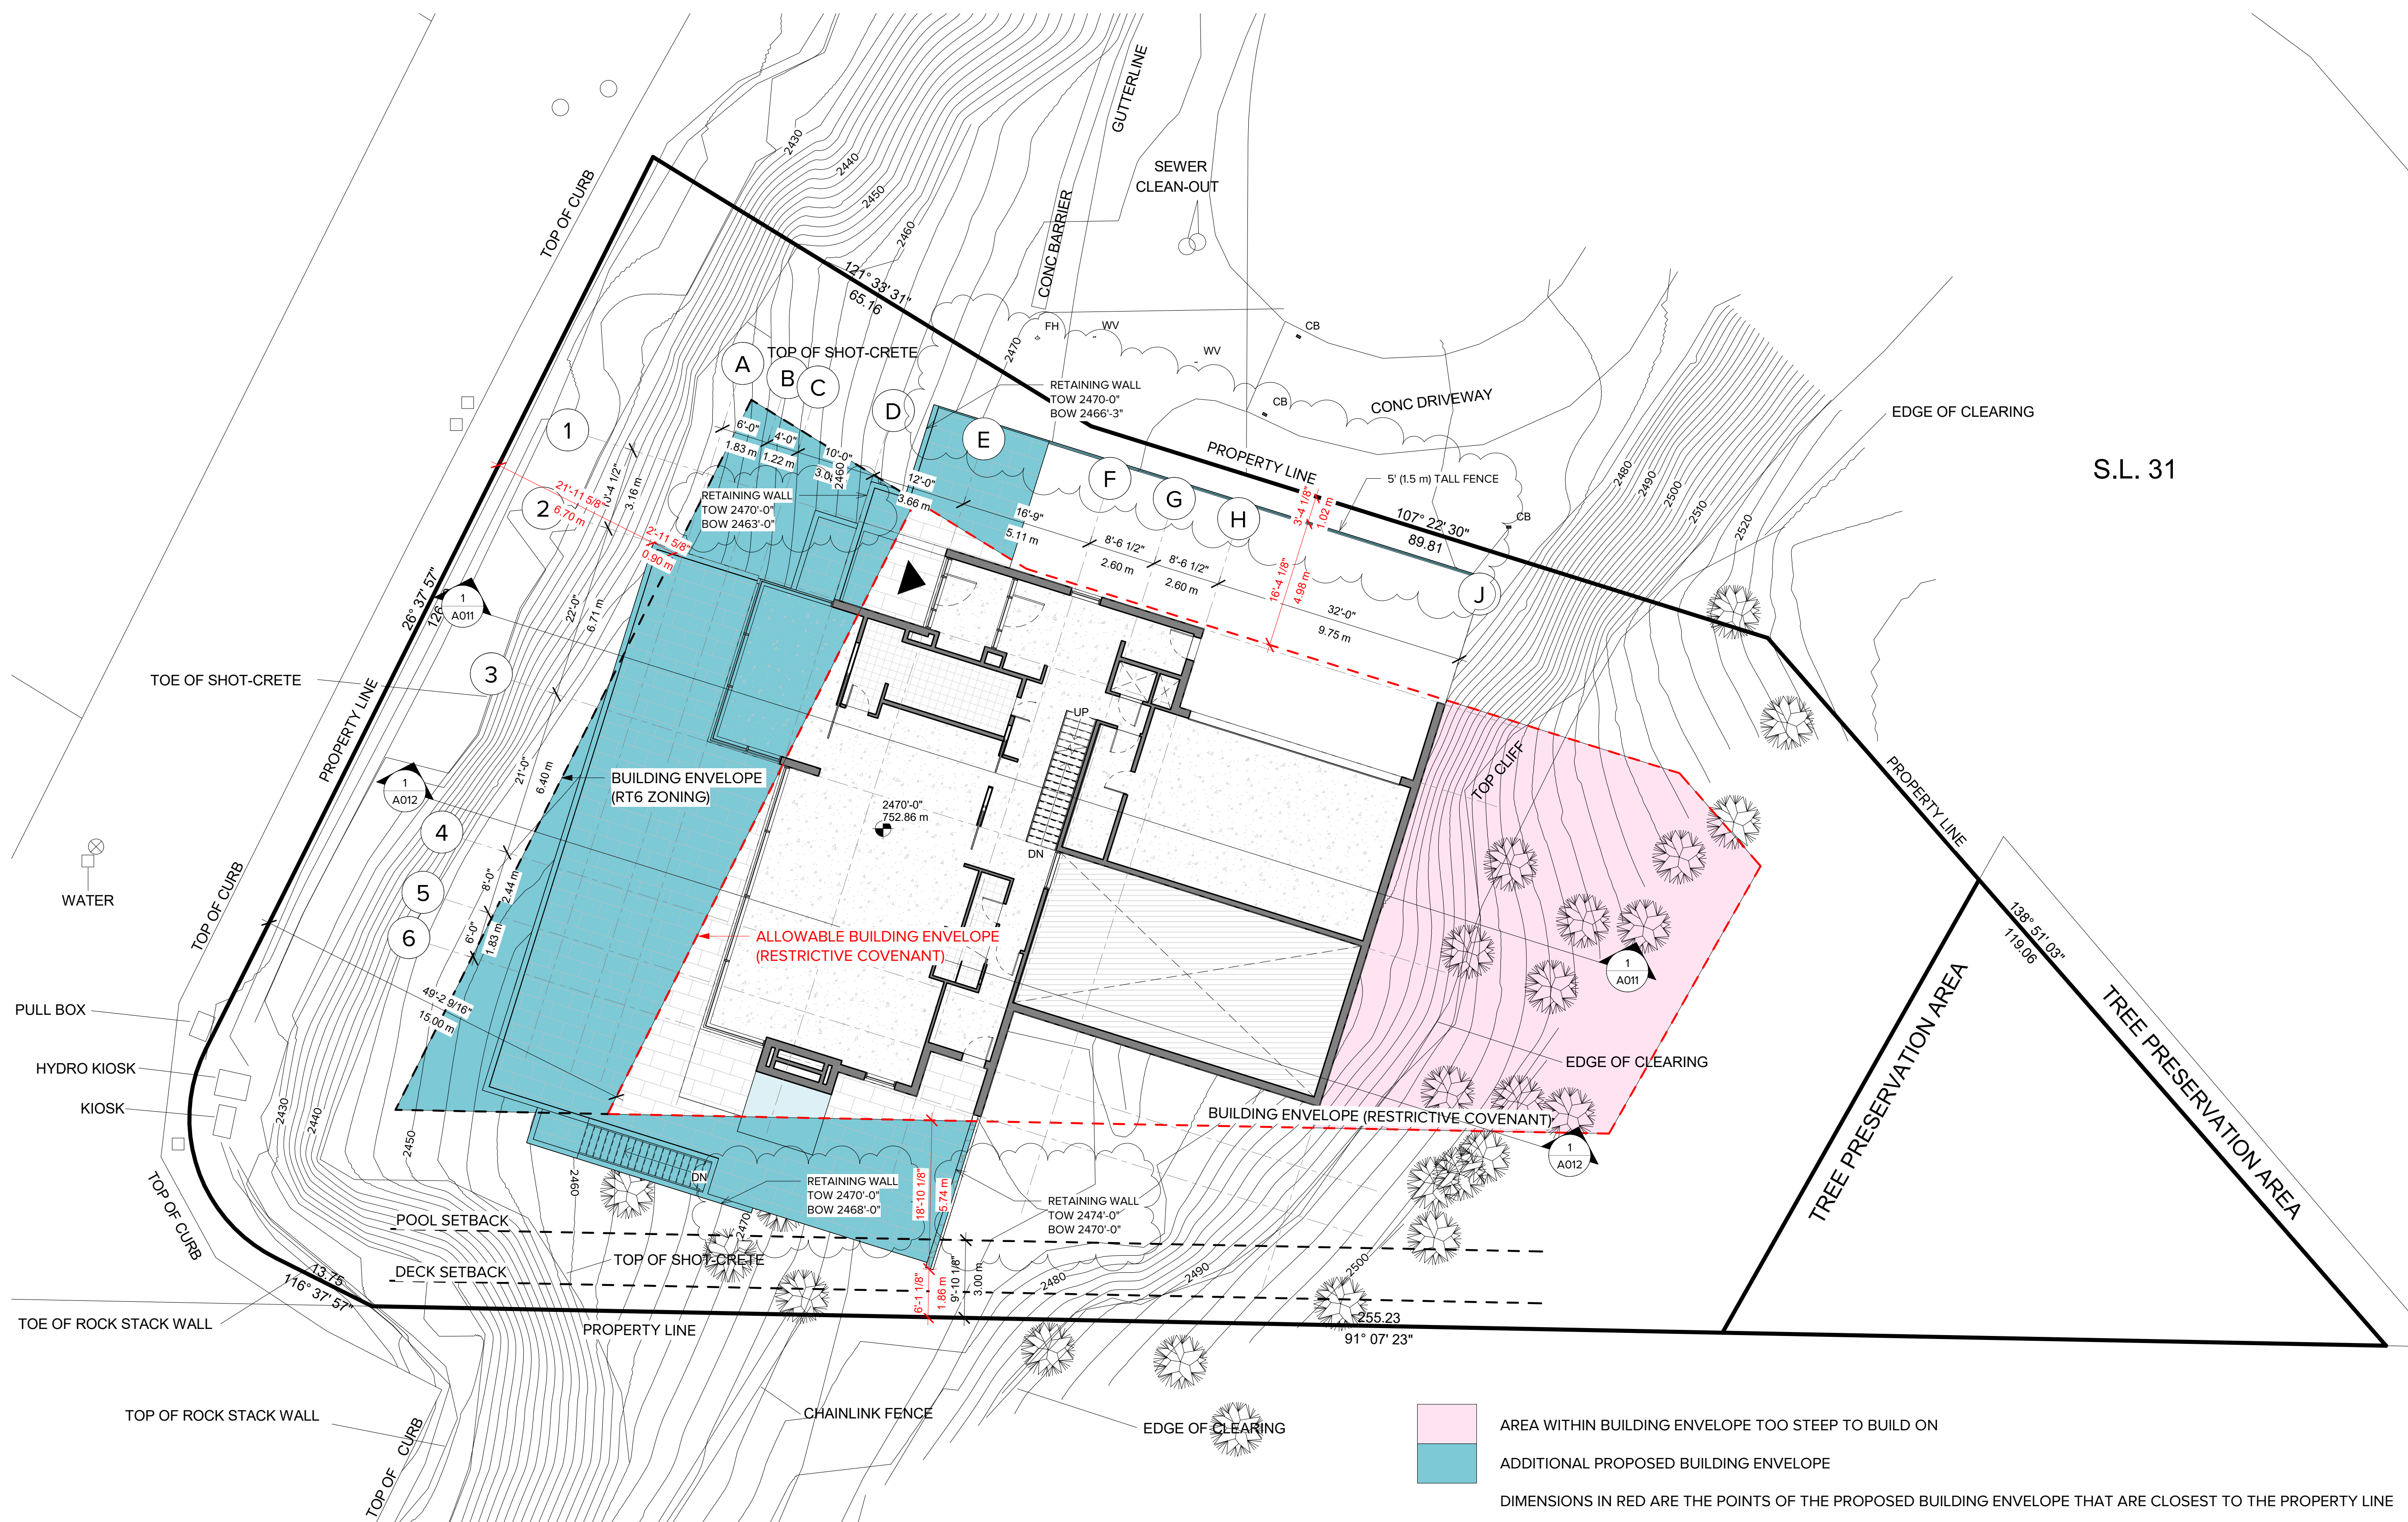 GUTTERLINE
2430
2440
2450
2460
TOP OF CURB
CONC BARRIER
SEWER
CLEAN-OUT
121° 33' 31"
65.16
FH
WV
WV
CB
2470
TOP OF SHOT-CRETE
A
B
C
D
E
F
G
H
J
RETAINING WALL
TOW 2470-0"
BOW 2466'-3"
CB
CONC DRIVEWAY
EDGE OF CLEARING
S.L. 31
1
2
3
4
5
6
6'-0"
1.83 m
4'-0"
1.22 m
10'-0"
2460
12'-0"
3.66 m
16'-9"
5.11 m
8'-6 1/2"
2.60 m
8'-6 1/2"
2.60 m
32'-0"
9.75 m
PROPERTY LINE
5' (1.5 m) TALL FENCE
107° 22' 30"
89.81
CB
3'-4 1/8"
1.02 m
16'-4 1/8"
4.98 m
2480
2490
2500
2510
2520
21'-11 5/8"
6.70 m
3.16 m
2'-11 5/8"
0.90 m
RETAINING WALL
TOW 2470'-0"
BOW 2463'-0"
26° 37' 57"
1
A011
22'-0"
6.71 m
TOE OF SHOT-CRETE
PROPERTY LINE
21'-0"
6.40 m
1
A012
BUILDING ENVELOPE
(RT6 ZONING)
UP
TOP CLIFF
PROPERTY LINE
2470'-0"
752.86 m
DN
WATER
TOP OF CURB
8'-0"
2.44 m
6'-0"
1.83 m
ALLOWABLE BUILDING ENVELOPE
(RESTRICTIVE COVENANT)
1
A011
138° 51' 03"
119.06
TREE PRESERVATION AREA
TREE PRESERVATION AREA
49'-2 9/16"
15.00 m
PULL BOX
HYDRO KIOSK
KIOSK
EDGE OF CLEARING
BUILDING ENVELOPE (RESTRICTIVE COVENANT)
1
A012
2430
2440
2450
2460
DN
RETAINING WALL
TOW 2470'-0"
BOW 2468'-0"
18'-10 1/8"
5.74 m
RETAINING WALL
TOW 2474'-0"
BOW 2470'-0"
TOP OF CURB
POOL SETBACK
2470
TOP OF SHOT-CRETE
DECK SETBACK
6'-1 1/8"
1.86 m
9'-10 1/8"
3.00 m
2480
2490
2500
13.75
116° 37' 57"
TOE OF ROCK STACK WALL
PROPERTY LINE
255.23
91° 07' 23"
TOP OF ROCK STACK WALL
TOP OF CURB
CHAINLINK FENCE
EDGE OF CLEARING
AREA WITHIN BUILDING ENVELOPE TOO STEEP TO BUILD ON
ADDITIONAL PROPOSED BUILDING ENVELOPE
DIMENSIONS IN RED ARE THE POINTS OF THE PROPOSED BUILDING ENVELOPE THAT ARE CLOSEST TO THE PROPERTY LINE